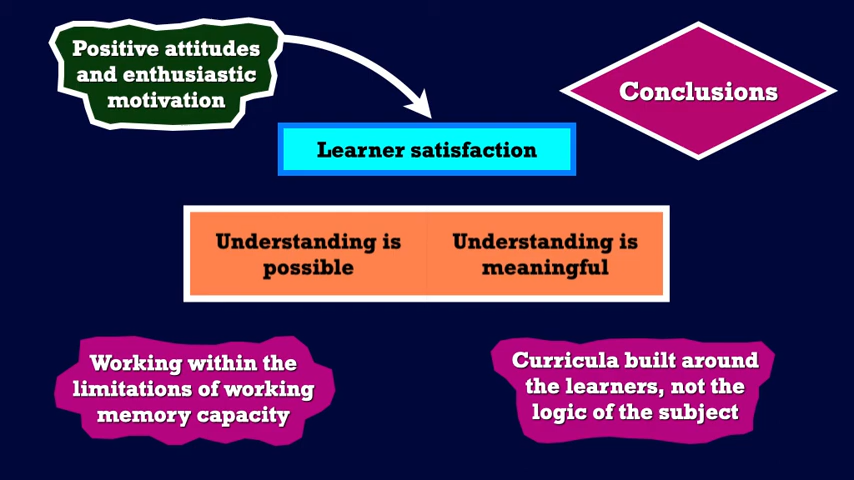 Positive attitudes
and enthusiastic
motivation
Conclusions
Learner satisfaction
Understanding is
possible
Understanding is
meaningful
Working within the
limitations of working
memory capacity
Curricula built around
the learners, not the
logic of the subject